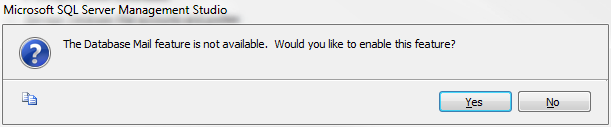 Microsoft SQL Server Management Studio
The Database Mail feature is not available.  Would you like to enable this feature?
Yes
No